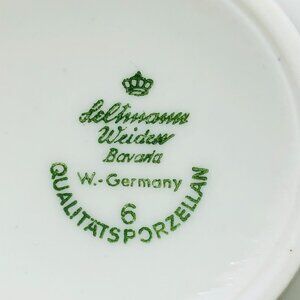 Seltmann
Weiden
Bavaria
W.-Germany
6
QUALITÄTSPORZELLAN